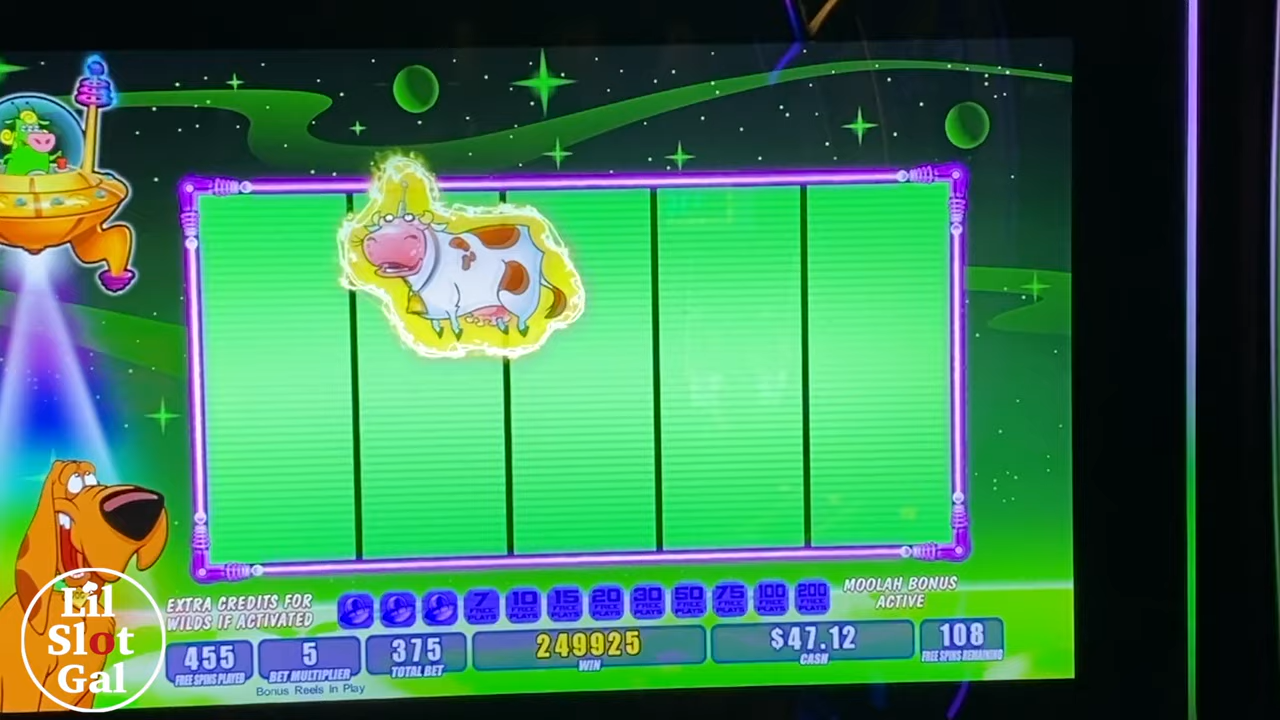 EXTRA CREDITS FOR
WILDS IF ACTIVATED
7 FREE PLAYS
10 FREE PLAYS
15 FREE PLAYS
20 FREE PLAYS
30 FREE PLAYS
50 FREE PLAYS
75 FREE PLAYS
100 FREE PLAYS
200 FREE PLAYS
MOOLAH BONUS
ACTIVE
455
FREE SPINS PLAYED
5
BET MULTIPLIER
375
TOTAL BET
249925
WIN
$47.12
CASH
108
FREE SPINS REMAINING
Bonus Reels In Play
Lil
Slot
Gal